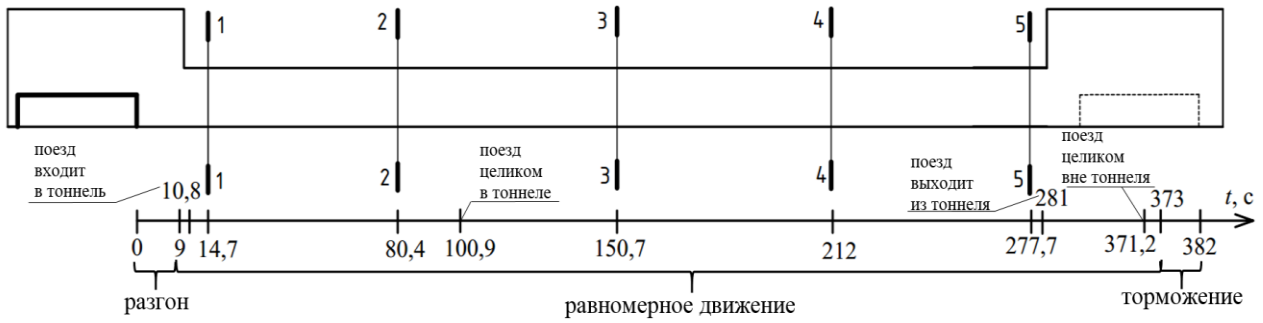 1 2 3 4 5
поезд
входит
в тоннель
10,8
1 2 3 4 5
поезд
целиком
в тоннеле
поезд
выходит
из тоннеля
281
поезд
целиком
вне тоннеля
373
t, с
0 9 14,7 80,4 100,9 150,7 212 277,7 371,2 382
разгон
равномерное движение
торможение